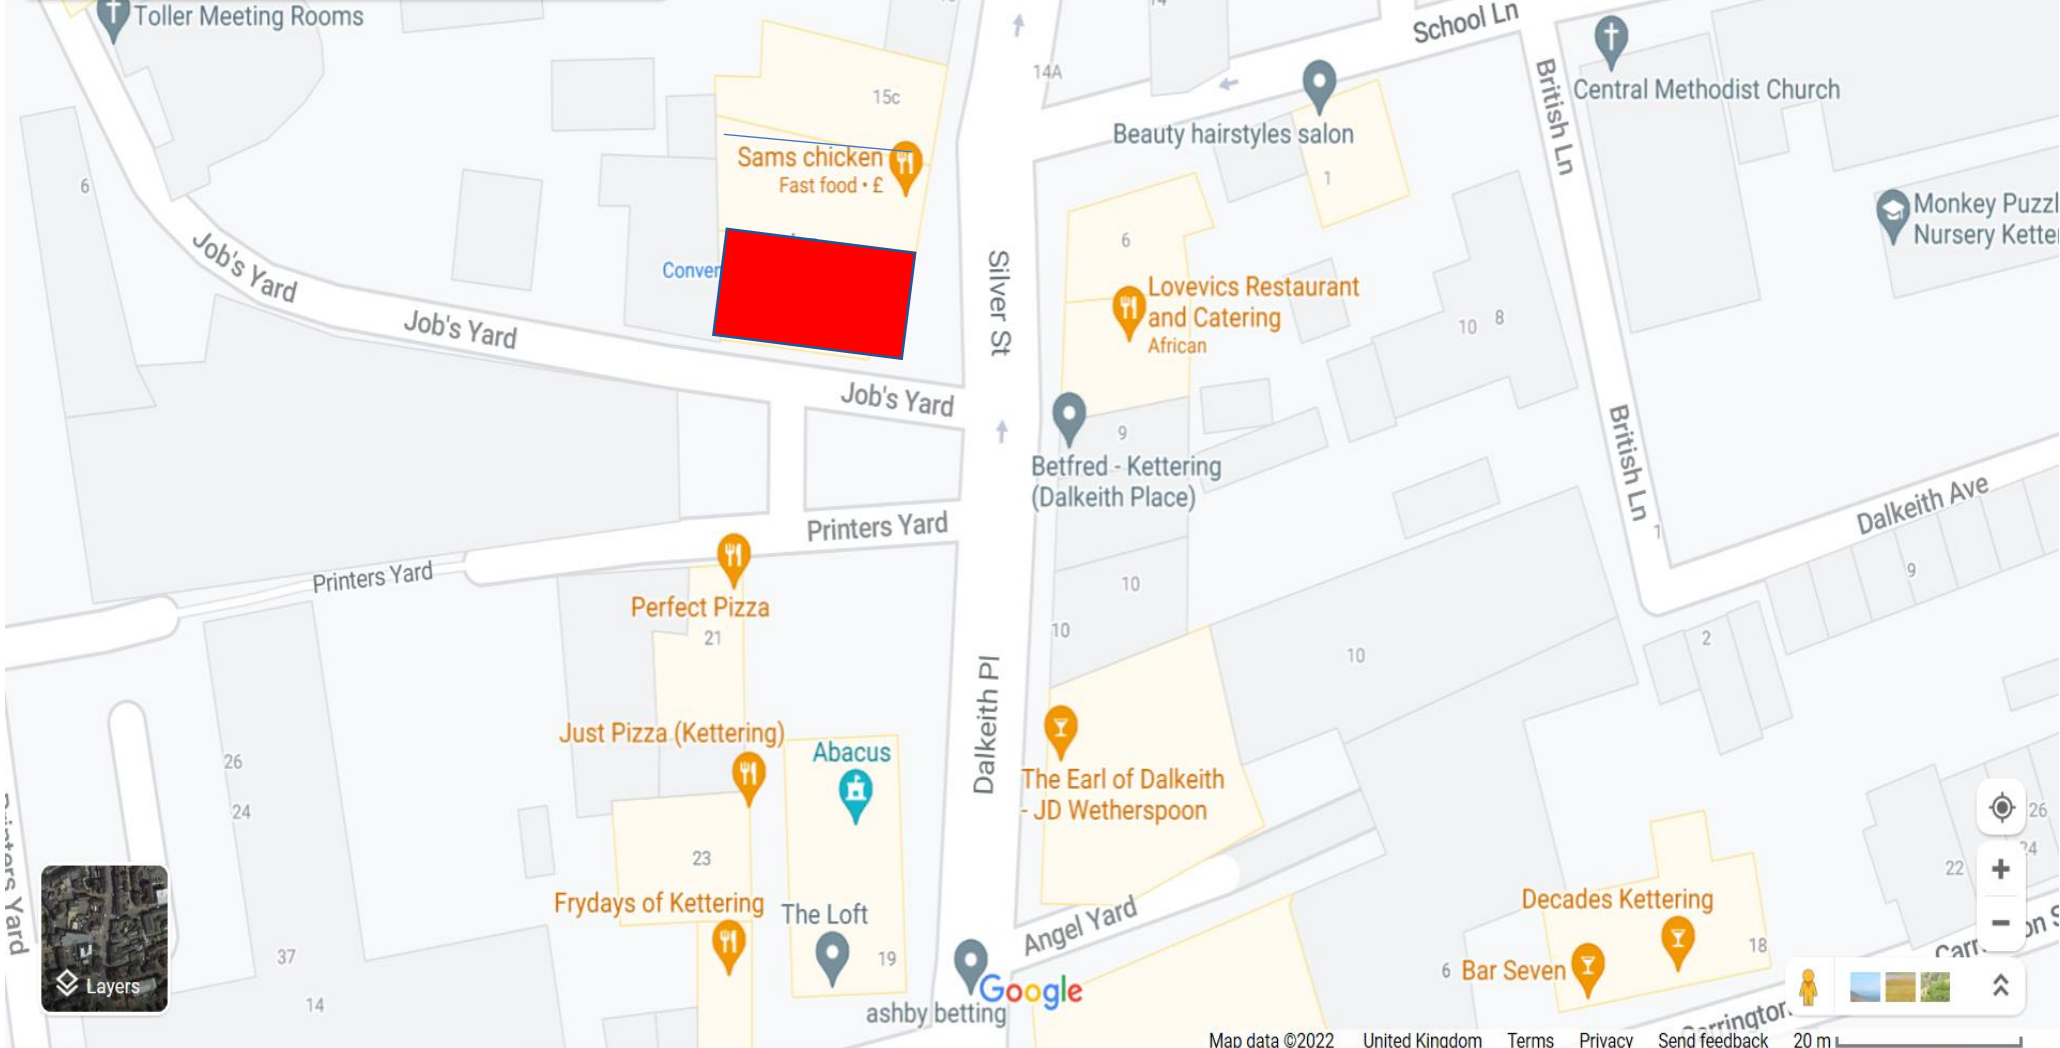 Toller Meeting Rooms
14
School Ln
14A
15c
Central Methodist Church
British Ln
Beauty hairstyles salon
Sams chicken
Fast food · £
6
1
Monkey Puzzl
Nursery Ketter
Job's Yard
6
Conver
Silver St
Lovevics Restaurant
and Catering
African
10
8
Job's Yard
Job's Yard
9
British Ln
Betfred - Kettering
(Dalkeith Place)
Dalkeith Ave
Printers Yard
1
Printers Yard
10
9
Perfect Pizza
21
10
2
10
Dalkeith Pl
Just Pizza (Kettering)
Abacus
26
The Earl of Dalkeith
- JD Wetherspoon
24
26
24
23
22
Printers Yard
Frydays of Kettering
The Loft
Angel Yard
Decades Kettering
37
19
18
6
Bar Seven
Layers
Google
14
ashby betting
Map data ©2022
United Kingdom
Terms
Privacy
Send feedback
20 m